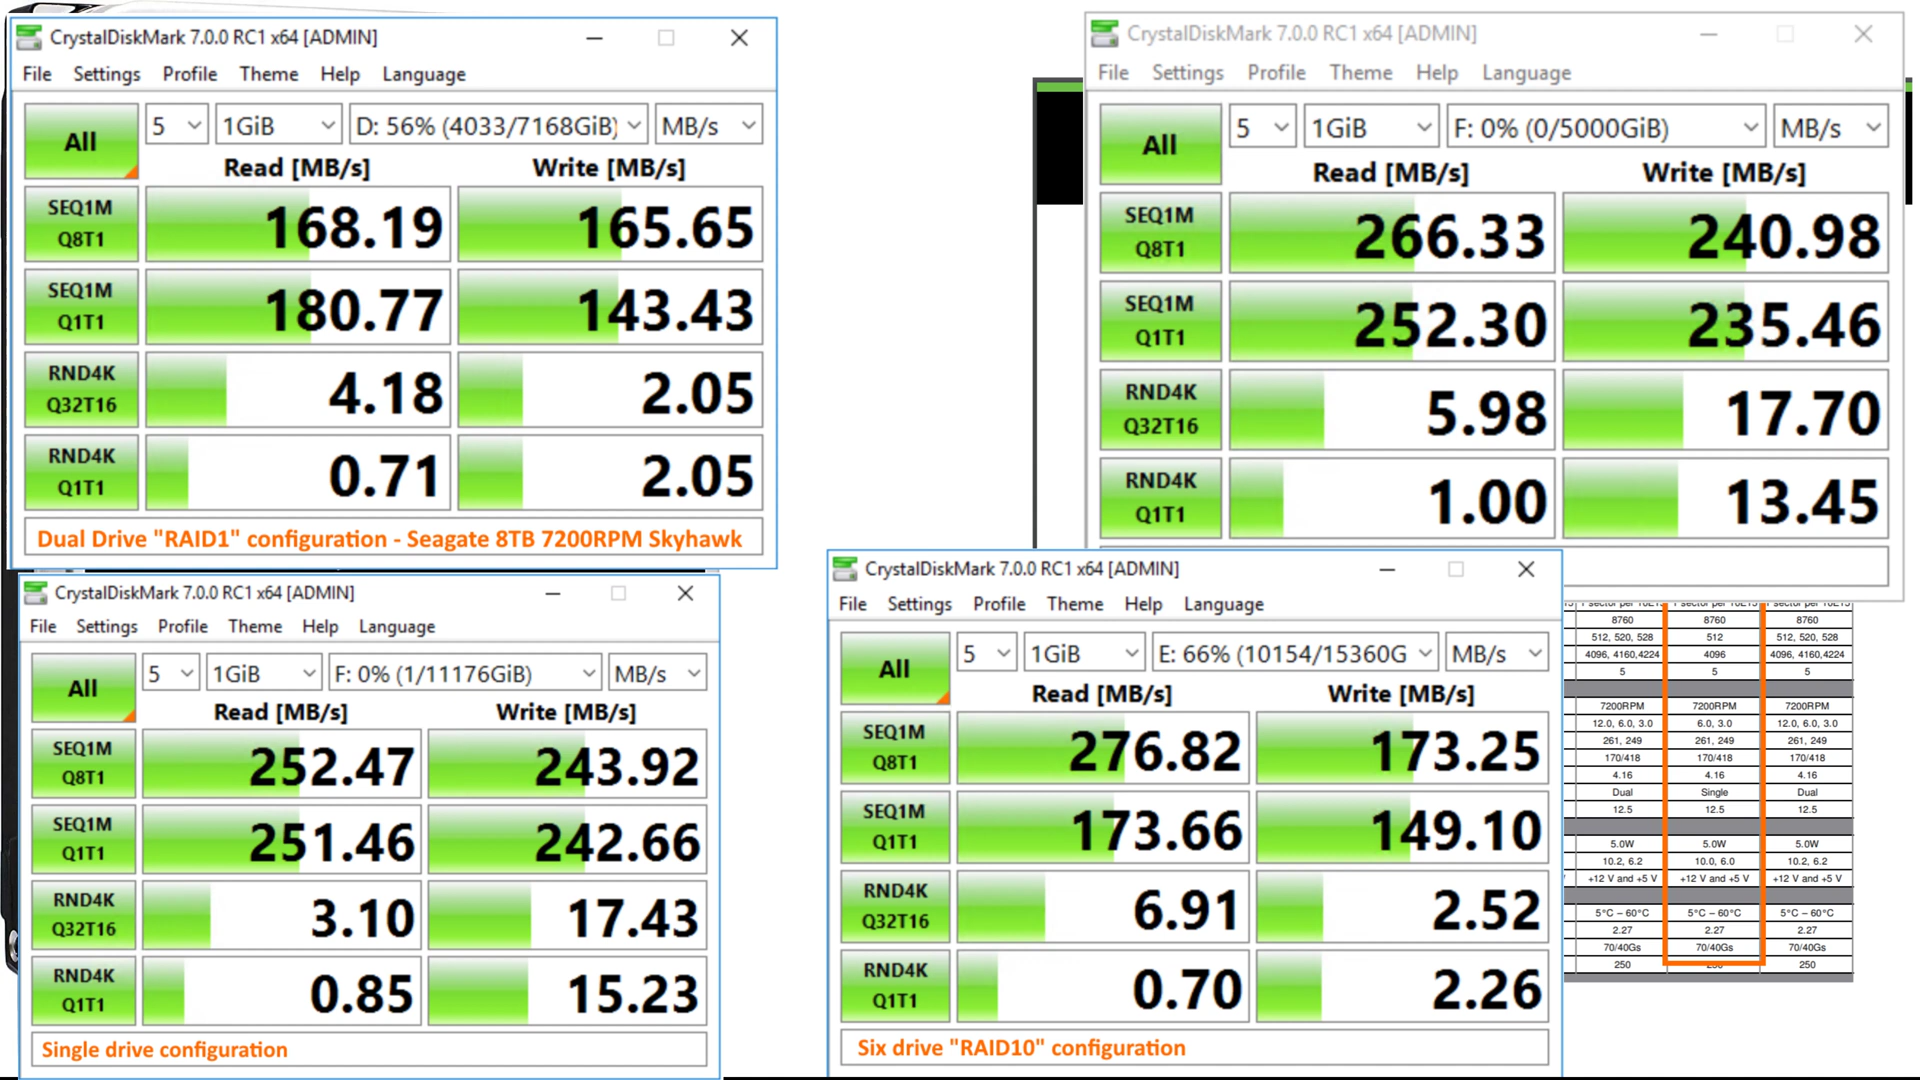 CrystalDiskMark 7.0.0 RC1 x64 [ADMIN]
File Settings Profile Theme Help Language
All 5 1GiB D: 56% (4033/7168GiB) MB/s
Read [MB/s] Write [MB/s]
SEQ1M Q8T1 168.19 165.65
SEQ1M Q1T1 180.77 143.43
RND4K Q32T16 4.18 2.05
RND4K Q1T1 0.71 2.05
Dual Drive "RAID1" configuration - Seagate 8TB 7200RPM Skyhawk
CrystalDiskMark 7.0.0 RC1 x64 [ADMIN]
File Settings Profile Theme Help Language
All 5 1GiB F: 0% (0/5000GiB) MB/s
Read [MB/s] Write [MB/s]
SEQ1M Q8T1 266.33 240.98
SEQ1M Q1T1 252.30 235.46
RND4K Q32T16 5.98 17.70
RND4K Q1T1 1.00 13.45
CrystalDiskMark 7.0.0 RC1 x64 [ADMIN]
File Settings Profile Theme Help Language
All 5 1GiB F: 0% (1/11176GiB) MB/s
Read [MB/s] Write [MB/s]
SEQ1M Q8T1 252.47 243.92
SEQ1M Q1T1 251.46 242.66
RND4K Q32T16 3.10 17.43
RND4K Q1T1 0.85 15.23
Single drive configuration
CrystalDiskMark 7.0.0 RC1 x64 [ADMIN]
File Settings Profile Theme Help Language
All 5 1GiB E: 66% (10154/15360G MB/s
Read [MB/s] Write [MB/s]
SEQ1M Q8T1 276.82 173.25
SEQ1M Q1T1 173.66 149.10
RND4K Q32T16 6.91 2.52
RND4K Q1T1 0.70 2.26
Six drive "RAID10" configuration
8760 8760 8760
512, 520, 528 512 512, 520, 528
4096, 4160,4224 4096 4096, 4160,4224
5 5 5
7200RPM 7200RPM 7200RPM
12.0, 6.0, 3.0 6.0, 3.0 12.0, 6.0, 3.0
261, 249 261, 249 261, 249
170/418 170/418 170/418
4.16 4.16 4.16
Dual Single Dual
12.5 12.5 12.5
5.0W 5.0W 5.0W
10.2, 6.2 10.0, 6.0 10.2, 6.2
+12 V and +5 V +12 V and +5 V +12 V and +5 V
5°C – 60°C 5°C – 60°C 5°C – 60°C
2.27 2.27 2.27
70/40Gs 70/40Gs 70/40Gs
250 250